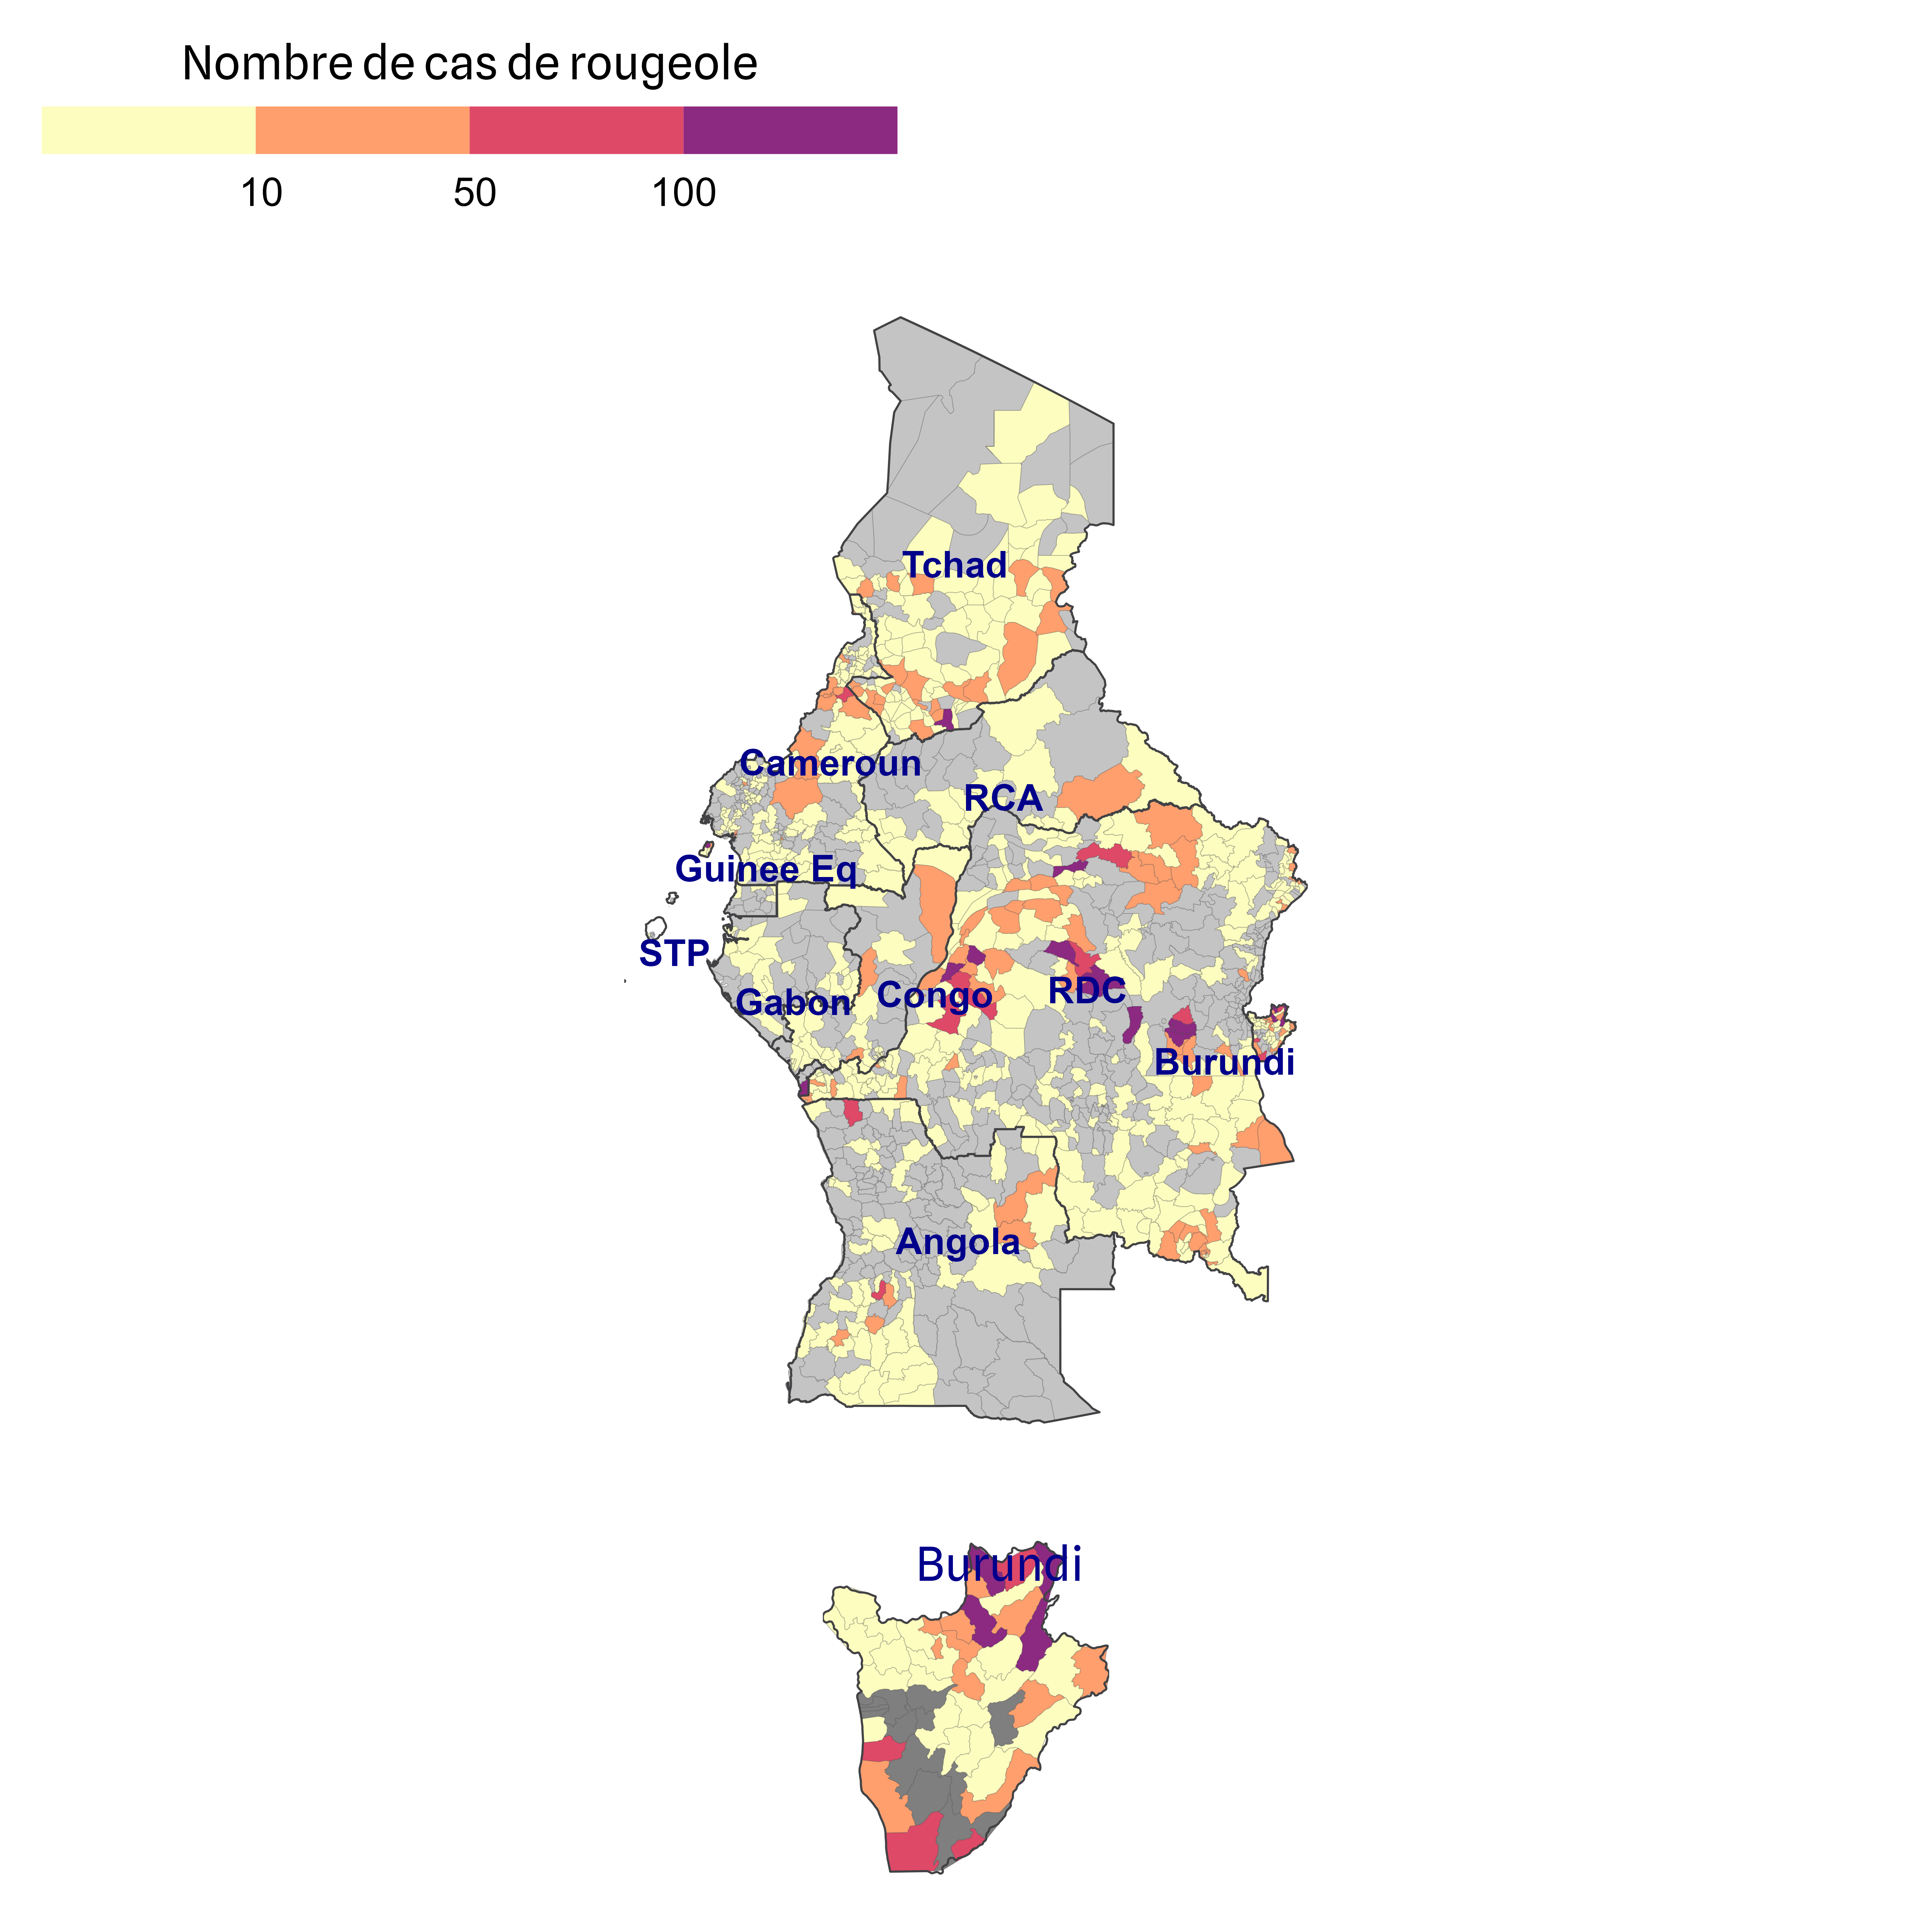 Nombre de cas de rougeole
10 50 100
Tchad
Cameroun
RCA
Guinee Eq
STP
Gabon
Congo
RDC
Burundi
Angola
Burundi